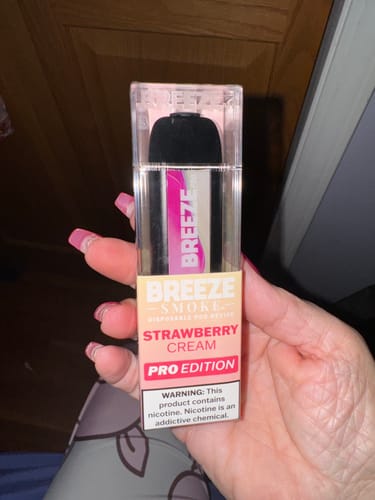 BREEZE
BREEZE
BREEZE
SMOKE
DISPOSABLE POD DEVICE
STRAWBERRY
CREAM
PRO EDITION
WARNING: This
product contains
nicotine. Nicotine is an
addictive chemical.